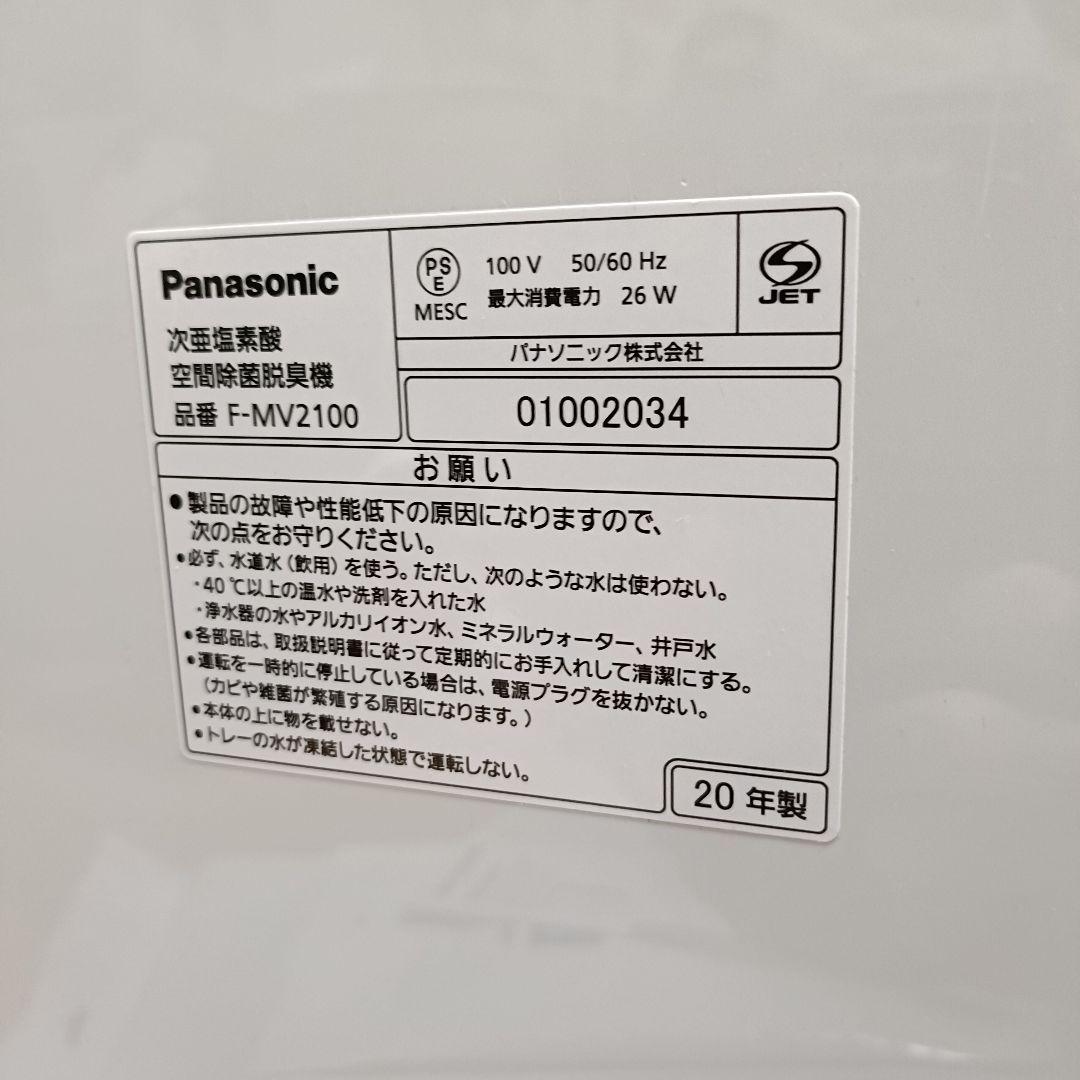 Panasonic
次亜塩素酸
空間除菌脱臭機
品番 F-MV2100
PS
E
MESC
100 V 50/60 Hz
最大消費電力 26 W
JET
パナソニック株式会社
01002034
お願い
●製品の故障や性能低下の原因になりますので、
次の点をお守りください。
●必ず、水道水(飲用)を使う。ただし、次のような水は使わない。
・40 ℃以上の温水や洗剤を入れた水
・浄水器の水やアルカリイオン水、ミネラルウォーター、井戸水
●各部品は、取扱説明書に従って定期的にお手入れして清潔にする。
●運転を一時的に停止している場合は、電源プラグを抜かない。
(カビや雑菌が繁殖する原因になります。)
●本体の上に物を載せない。
●トレーの水が凍結した状態で運転しない。
20 年製